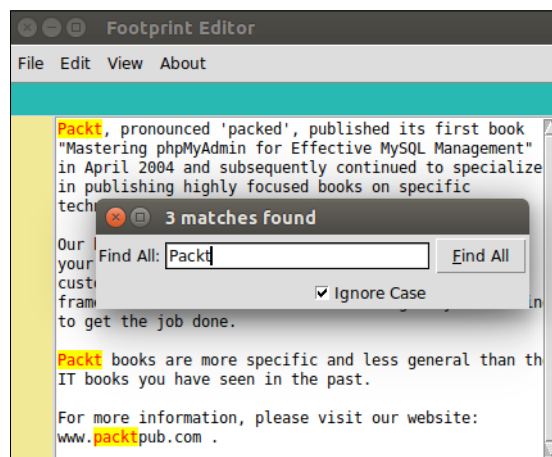 Footprint Editor
File Edit View About
Packt, pronounced 'packed', published its first book
"Mastering phpMyAdmin for Effective MySQL Management"
in April 2004 and subsequently continued to specialize
in publishing highly focused books on specific
3 matches found
Our
Find All: Packt Find All
your
Ignore Case
to get the job done.
Packt books are more specific and less general than
IT books you have seen in the past.
For more information, please visit our website:
www.packtpub.com .